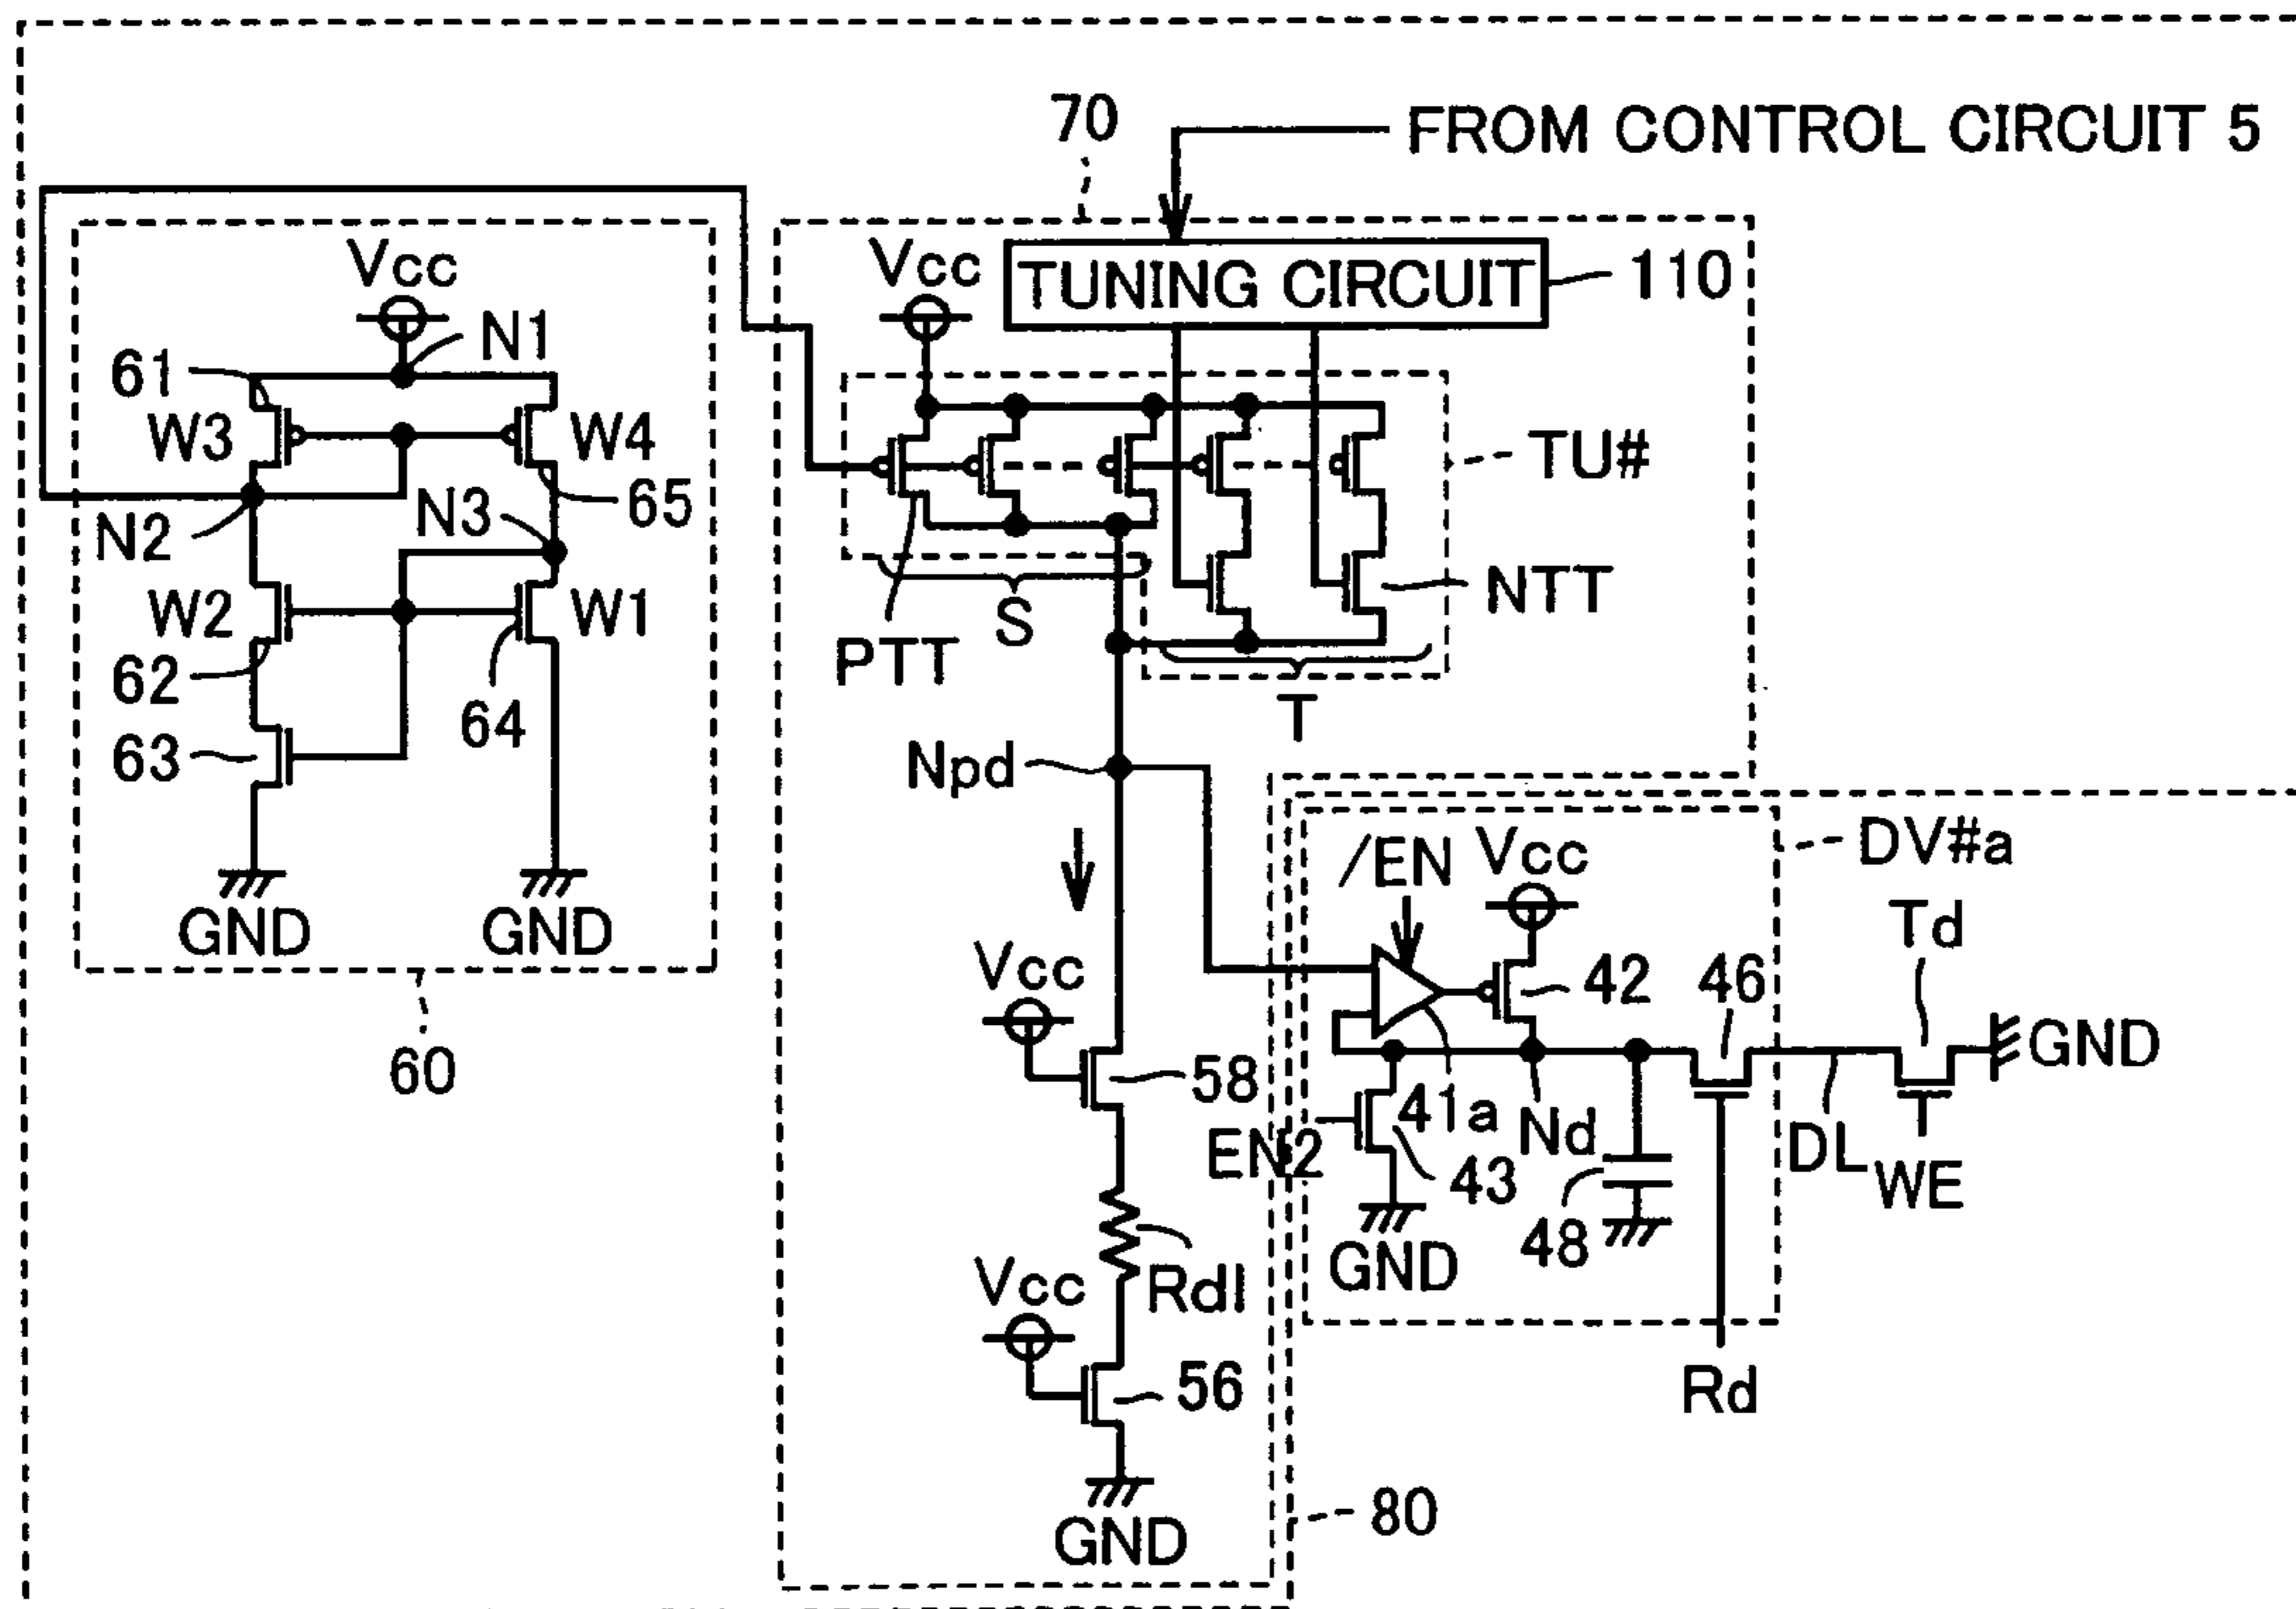 70
FROM CONTROL CIRCUIT 5
Vcc
Vcc
TUNING CIRCUIT
110
N1
61
W3
W4
TU#
65
N2
N3
W2
W1
NTT
S
PTT
62
64
T
63
Npd
DV#a
/EN
Vcc
Td
GND
GND
Vcc
42
46
60
58
GND
41a
Nd
EN2
DL
43
WE
48
GND
Vcc
Rdl
56
Rd
80
GND